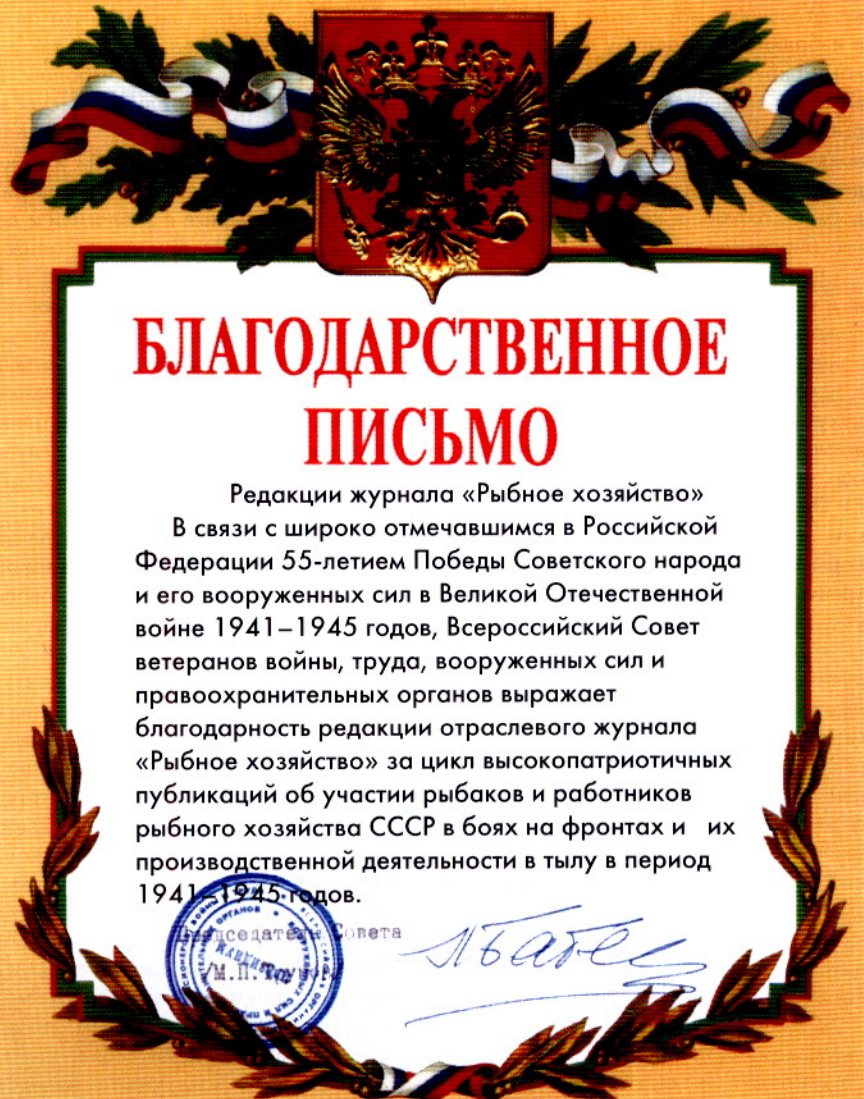 БЛАГОДАРСТВЕННОЕ
ПИСЬМО
Редакции журнала «Рыбное хозяйство»
В связи с широко отмечавшимся в Российской
Федерации 55-летием Победы Советского народа
и его вооруженных сил в Великой Отечественной
войне 1941–1945 годов, Всероссийский Совет
ветеранов войны, труда, вооруженных сил и
правоохранительных органов выражает
благодарность редакции отраслевого журнала
«Рыбное хозяйство» за цикл высокопатриотичных
публикаций об участии рыбаков и работников
рыбного хозяйства СССР в боях на фронтах и их
производственной деятельности в тылу в период
1941–1945 годов.
Председатель Совета
/М.П.